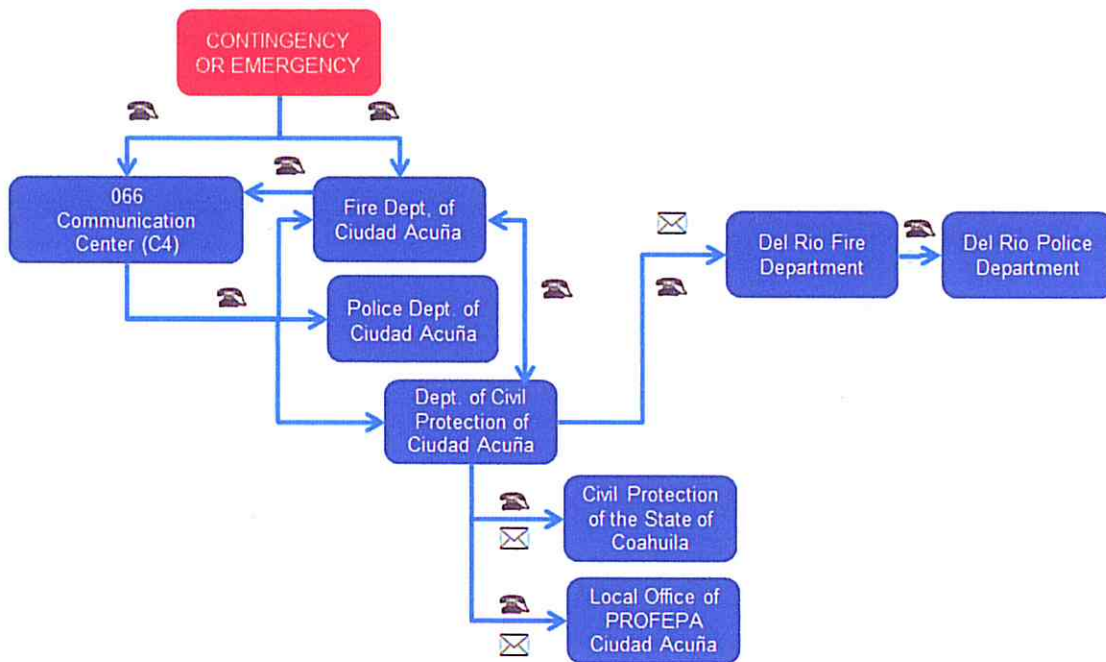 CONTINGENCY
OR EMERGENCY
066
Communication
Center (C4)
Fire Dept, of
Ciudad Acuña
Police Dept. of
Ciudad Acuña
Dept. of Civil
Protection of
Ciudad Acuña
Del Rio Fire
Department
Del Rio Police
Department
Civil Protection
of the State of
Coahuila
Local Office of
PROFEPA
Ciudad Acuña